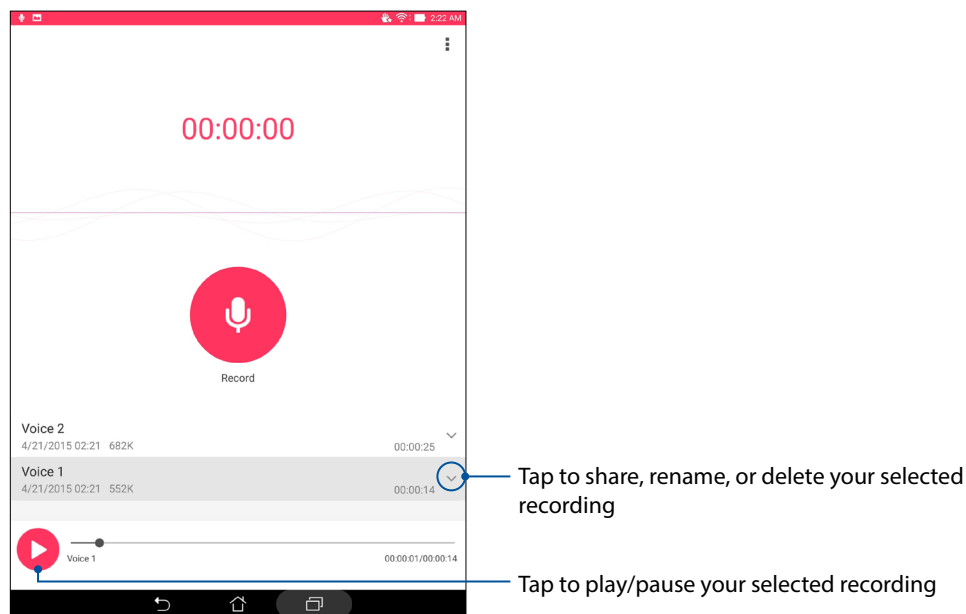 2:22 AM
00:00:00
Record
Voice 2
4/21/2015 02:21 682K 00:00:25
Voice 1
4/21/2015 02:21 552K 00:00:14
Tap to share, rename, or delete your selected
recording
Voice 1 00:00:01/00:00:14
Tap to play/pause your selected recording